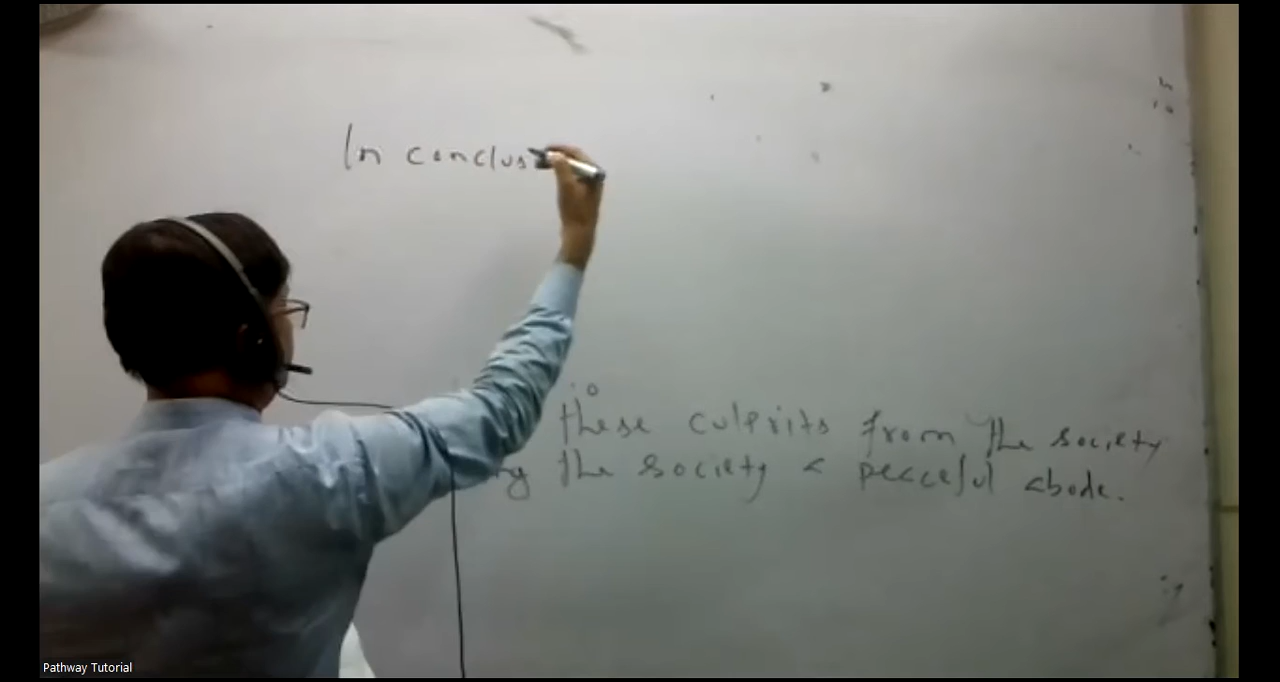 In conclus
these culprits from the society
the society a peaceful abode.
Pathway Tutorial